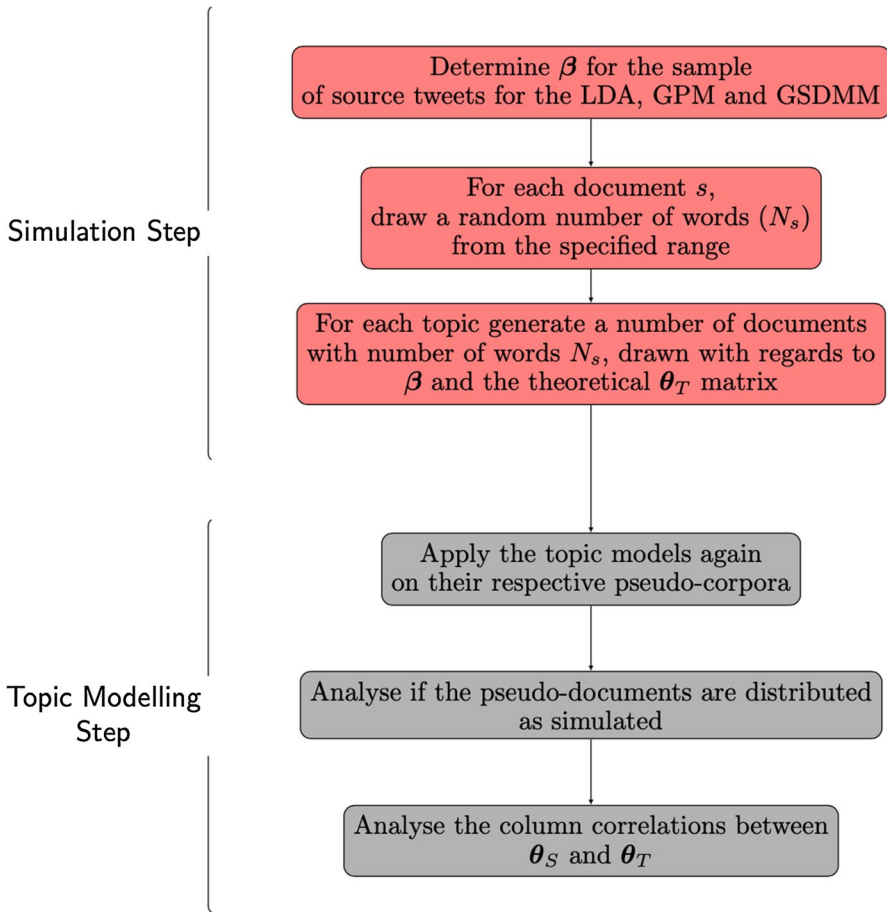 Simulation Step
Determine β for the sample
of source tweets for the LDA, GPM and GSDMM
For each document s,
draw a random number of words (Nₛ)
from the specified range
For each topic generate a number of documents
with number of words Nₛ, drawn with regards to
β and the theoretical θ_T matrix
Topic Modelling
Step
Apply the topic models again
on their respective pseudo-corpora
Analyse if the pseudo-documents are distributed
as simulated
Analyse the column correlations between
θ_S and θ_T